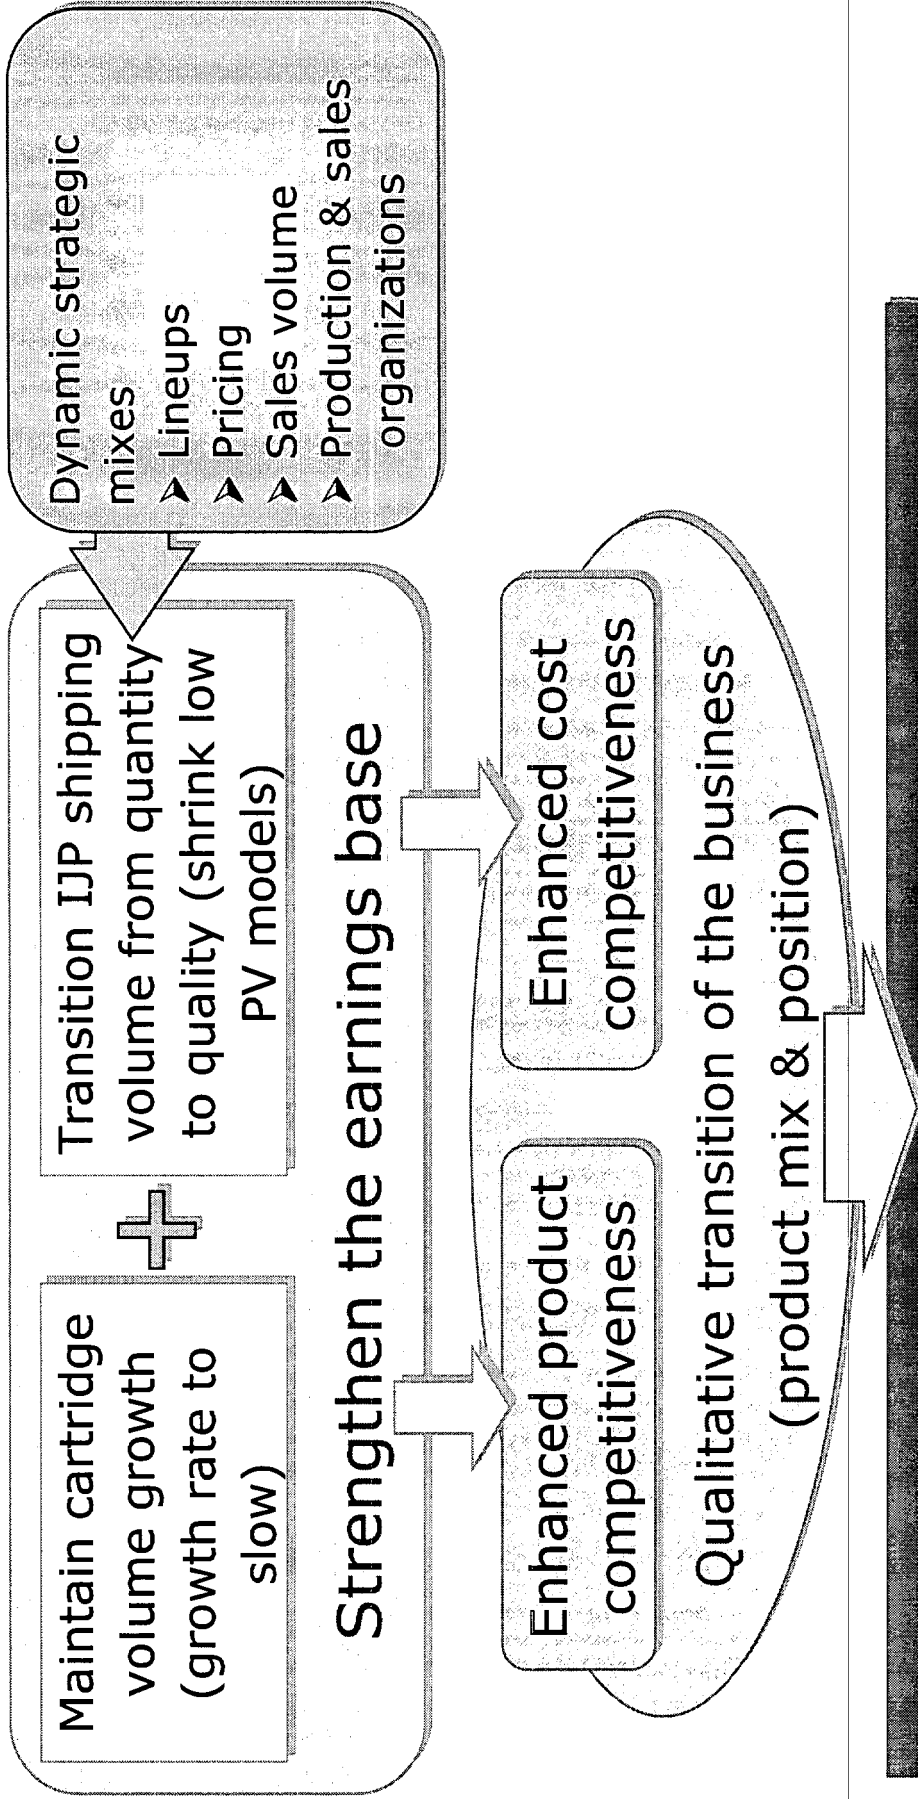 Maintain cartridge
volume growth
(growth rate to
slow)
+
Transition IJP shipping
volume from quantity
to quality (shrink low
PV models)
Strengthen the earnings base
Dynamic strategic
mixes
➤ Lineups
➤ Pricing
➤ Sales volume
➤ Production & sales
organizations
Enhanced product
competitiveness
Enhanced cost
competitiveness
Qualitative transition of the business
(product mix & position)